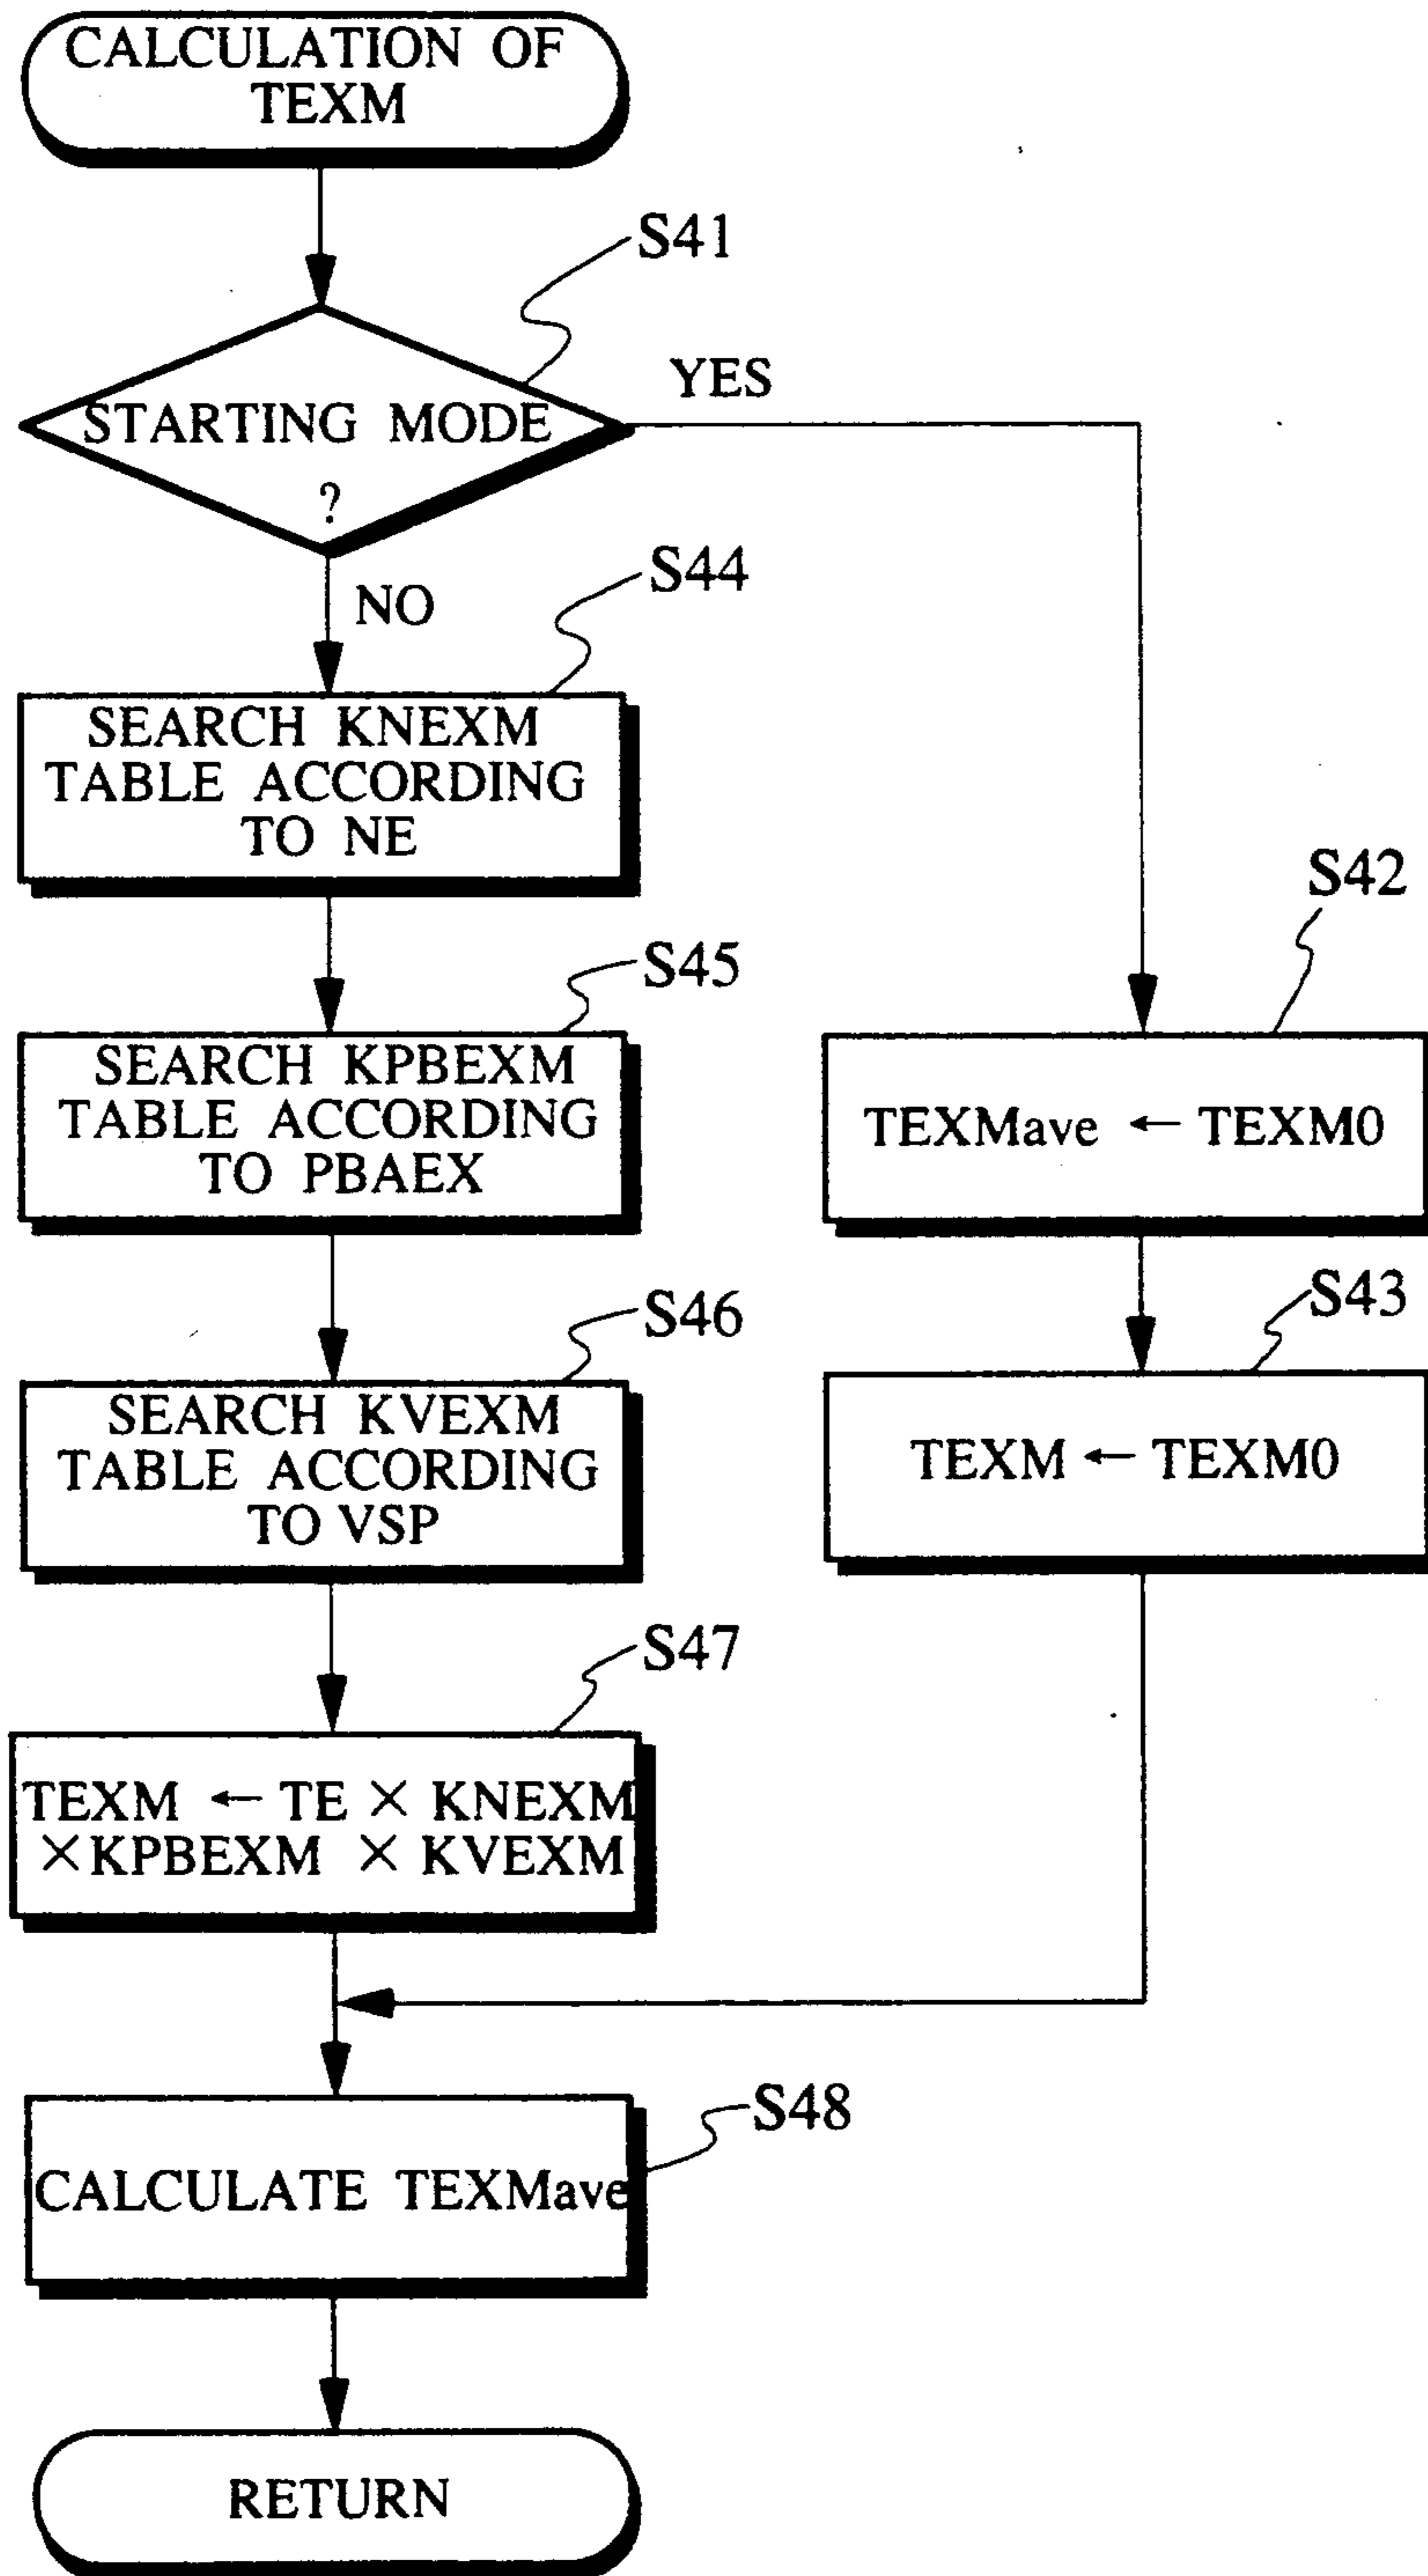 CALCULATION OF
TEXM
S41
YES
STARTING MODE
?
NO
S44
SEARCH KNEXM
TABLE ACCORDING
TO NE
S45
SEARCH KPBEXM
TABLE ACCORDING
TO PBAEX
S46
SEARCH KVEXM
TABLE ACCORDING
TO VSP
S47
TEXM ← TE × KNEXM
×KPBEXM × KVEXM
S42
TEXMave ← TEXM0
S43
TEXM ← TEXM0
S48
CALCULATE TEXMave
RETURN